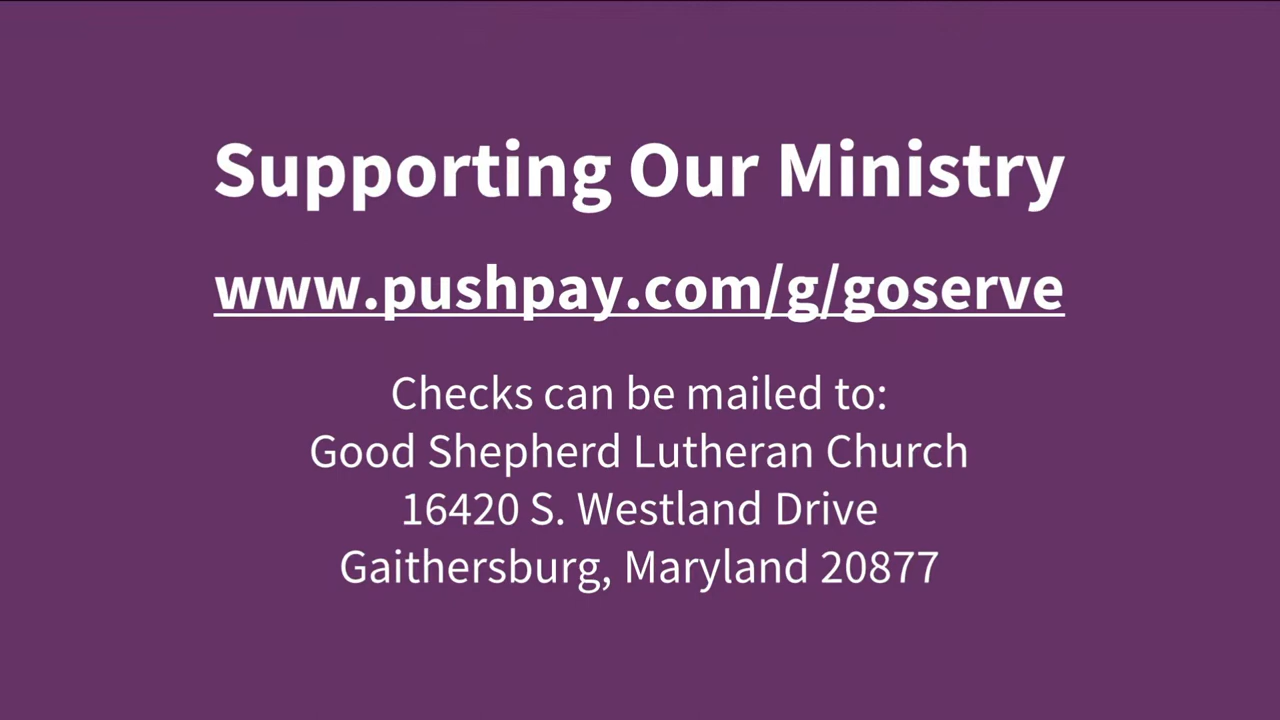 Supporting Our Ministry
www.pushpay.com/g/goserve
Checks can be mailed to:
Good Shepherd Lutheran Church
16420 S. Westland Drive
Gaithersburg, Maryland 20877